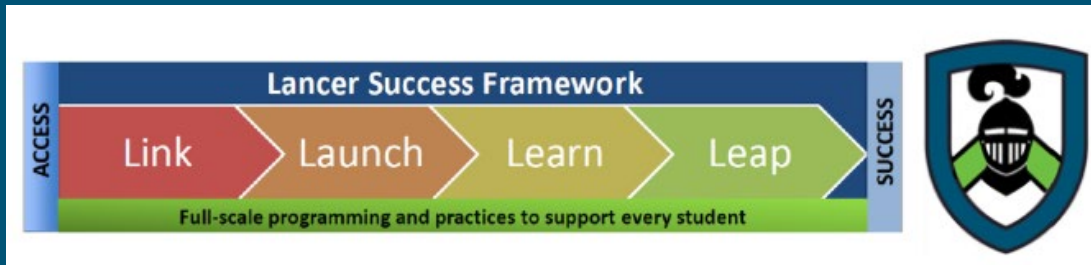 Lancer Success Framework
ACCESS
Link
Launch
Learn
Leap
SUCCESS
Full-scale programming and practices to support every student